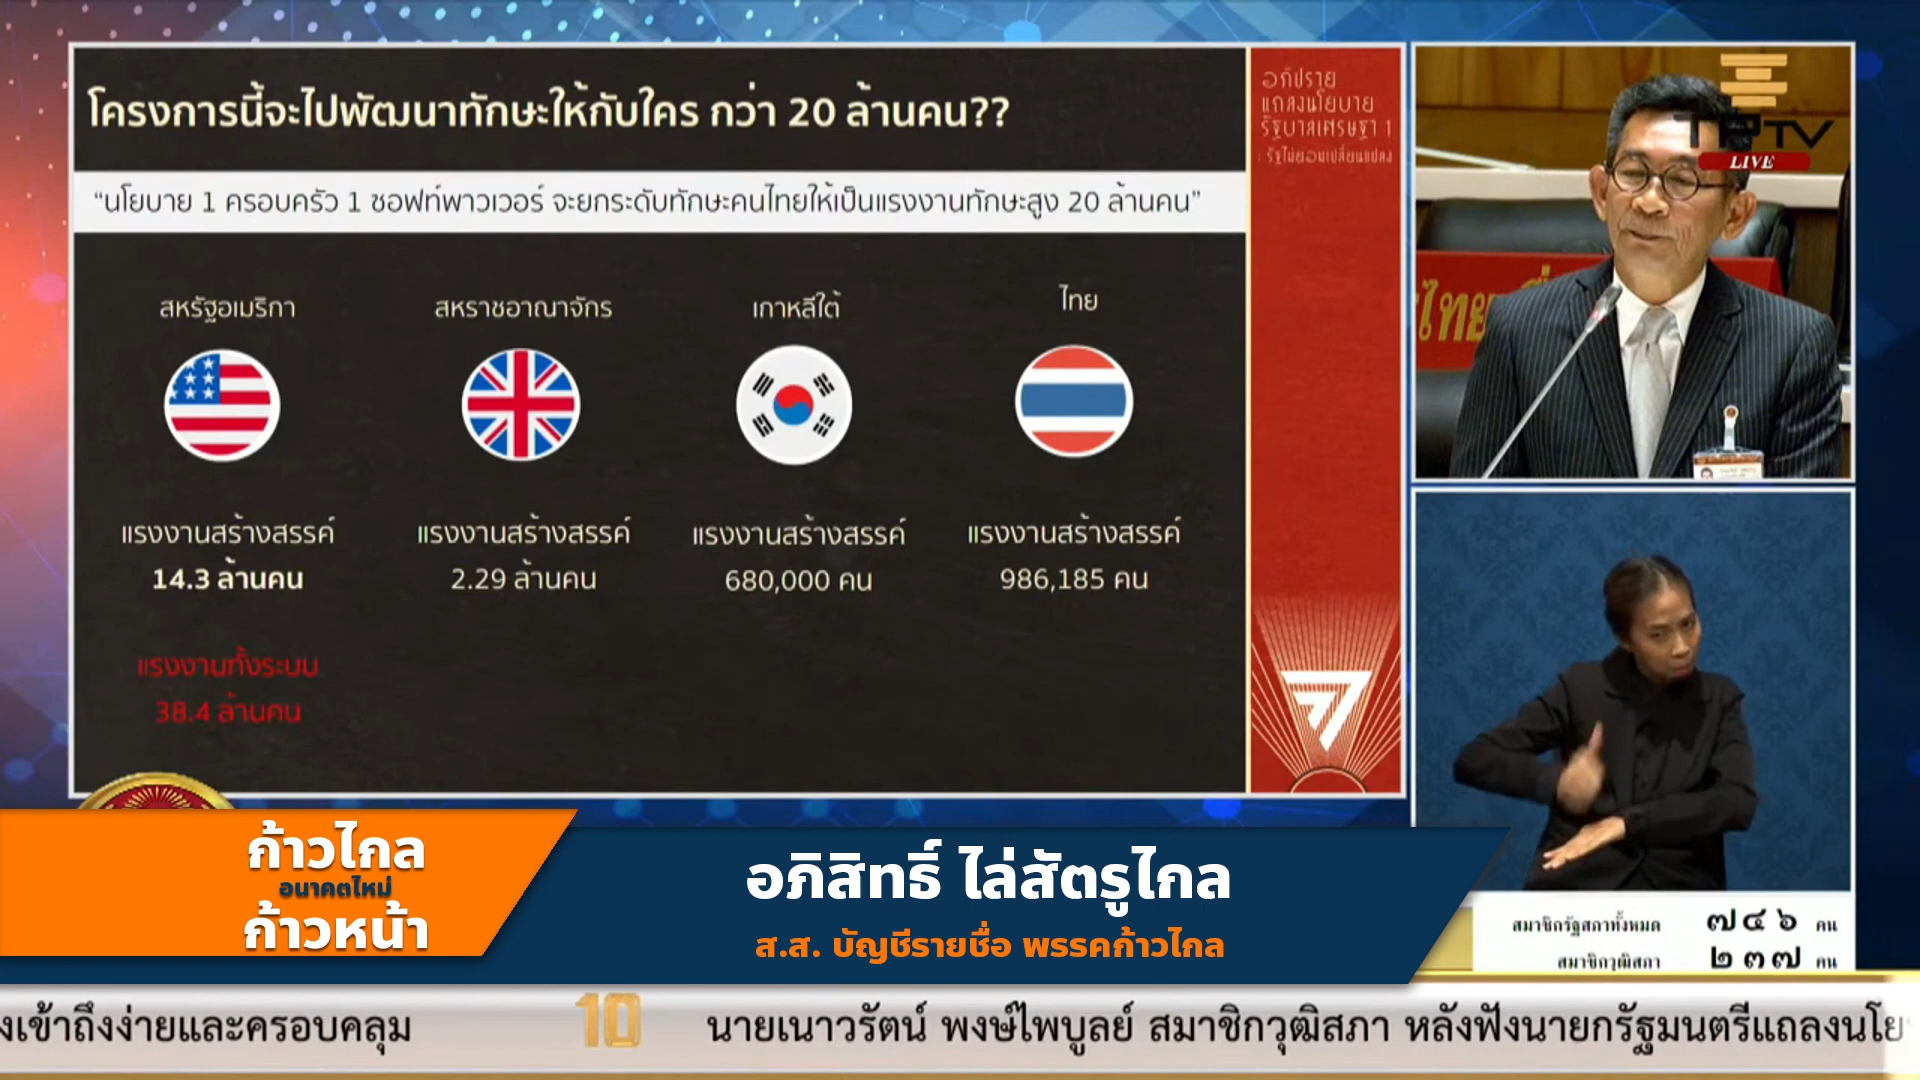 โครงการนี้จะไปพัฒนาทักษะให้กับใคร กว่า 20 ล้านคน??
“นโยบาย 1 ครอบครัว 1 ซอฟท์พาวเวอร์ จะยกระดับทักษะคนไทยให้เป็นแรงงานทักษะสูง 20 ล้านคน”
สหรัฐอเมริกา
สหราชอาณาจักร
เกาหลีใต้
ไทย
แรงงานสร้างสรรค์
14.3 ล้านคน
แรงงานสร้างสรรค์
2.29 ล้านคน
แรงงานสร้างสรรค์
680,000 คน
แรงงานสร้างสรรค์
986,185 คน
แรงงานทั้งระบบ
38.4 ล้านคน
อภิปราย
แถลงนโยบาย
รัฐบาลเศรษฐา 1
: รัฐไม่ยอมเปลี่ยนแปลง
TPTV
LIVE
ก้าวไกล
อนาคตใหม่
ก้าวหน้า
อภิสิทธิ์ ไล่สัตรูไกล
ส.ส. บัญชีรายชื่อ พรรคก้าวไกล
สมาชิกรัฐสภาทั้งหมด ๗๔๖ คน
สมาชิกวุฒิสภา ๒๓๗ คน
งเข้าถึงง่ายและครอบคลุม 10 นายเนาวรัตน์ พงษ์ไพบูลย์ สมาชิกวุฒิสภา หลังฟังนายกรัฐมนตรีแถลงนโย